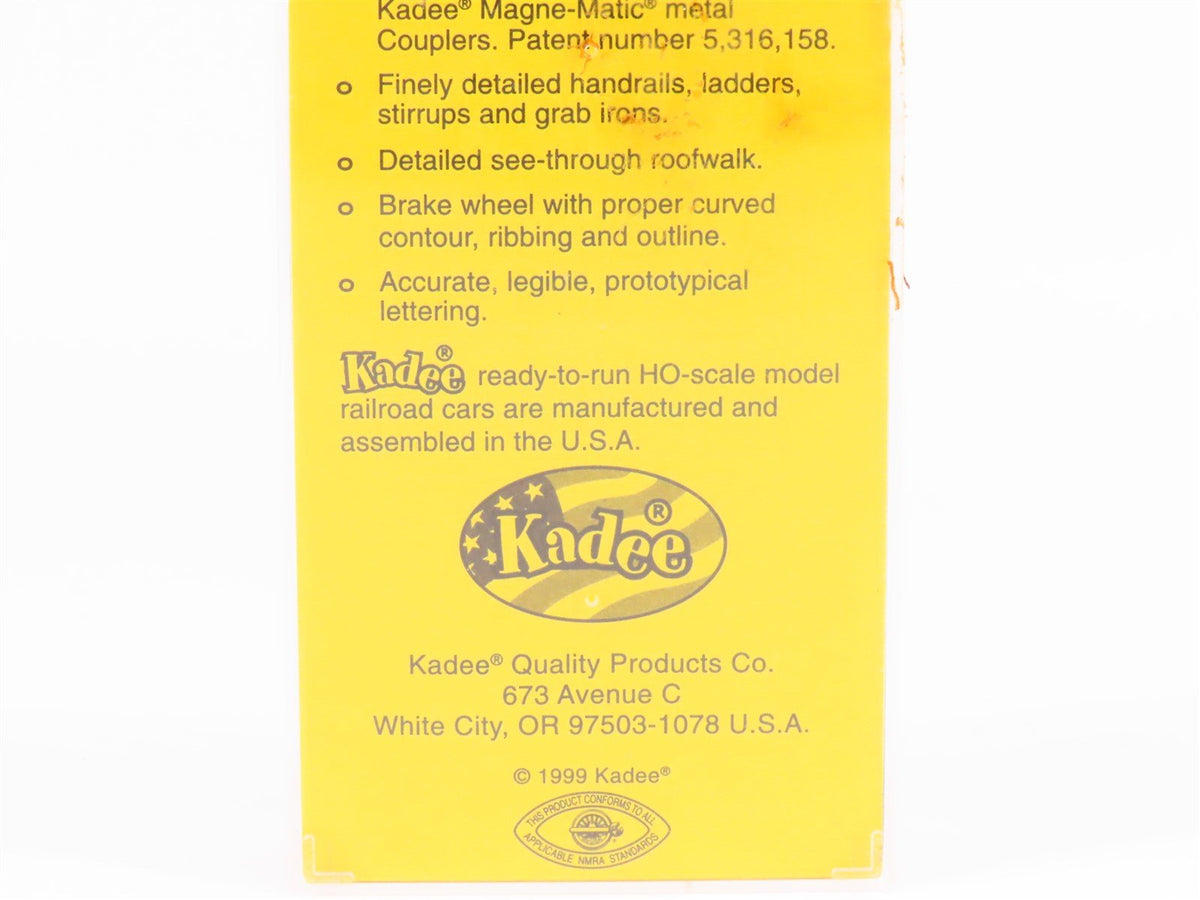 Kadee® Magne-Matic® metal
Couplers. Patent number 5,316,158.
o Finely detailed handrails, ladders,
stirrups and grab irons.
o Detailed see-through roofwalk.
o Brake wheel with proper curved
contour, ribbing and outline.
o Accurate, legible, prototypical
lettering.
Kadee® ready-to-run HO-scale model
railroad cars are manufactured and
assembled in the U.S.A.
Kadee®
Kadee® Quality Products Co.
673 Avenue C
White City, OR 97503-1078 U.S.A.
© 1999 Kadee®
THIS PRODUCT CONFORMS TO ALL
APPLICABLE NMRA STANDARDS